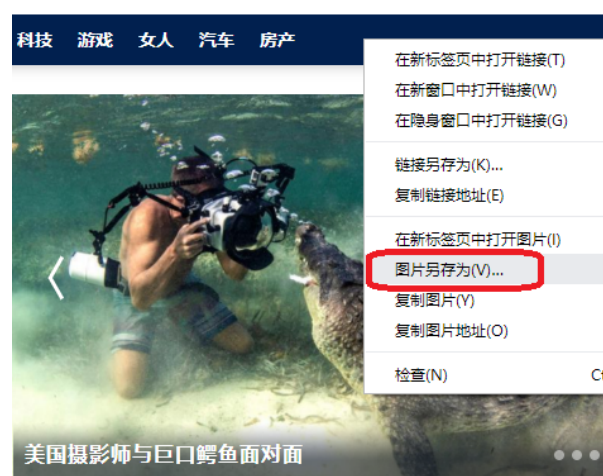 科技 游戏 女人 汽车 房产
在新标签页中打开链接(T)
在新窗口中打开链接(W)
在隐身窗口中打开链接(G)
链接另存为(K)...
复制链接地址(E)
在新标签页中打开图片(I)
图片另存为(V)...
复制图片(Y)
复制图片地址(O)
检查(N)
美国摄影师与巨口鳄鱼面对面